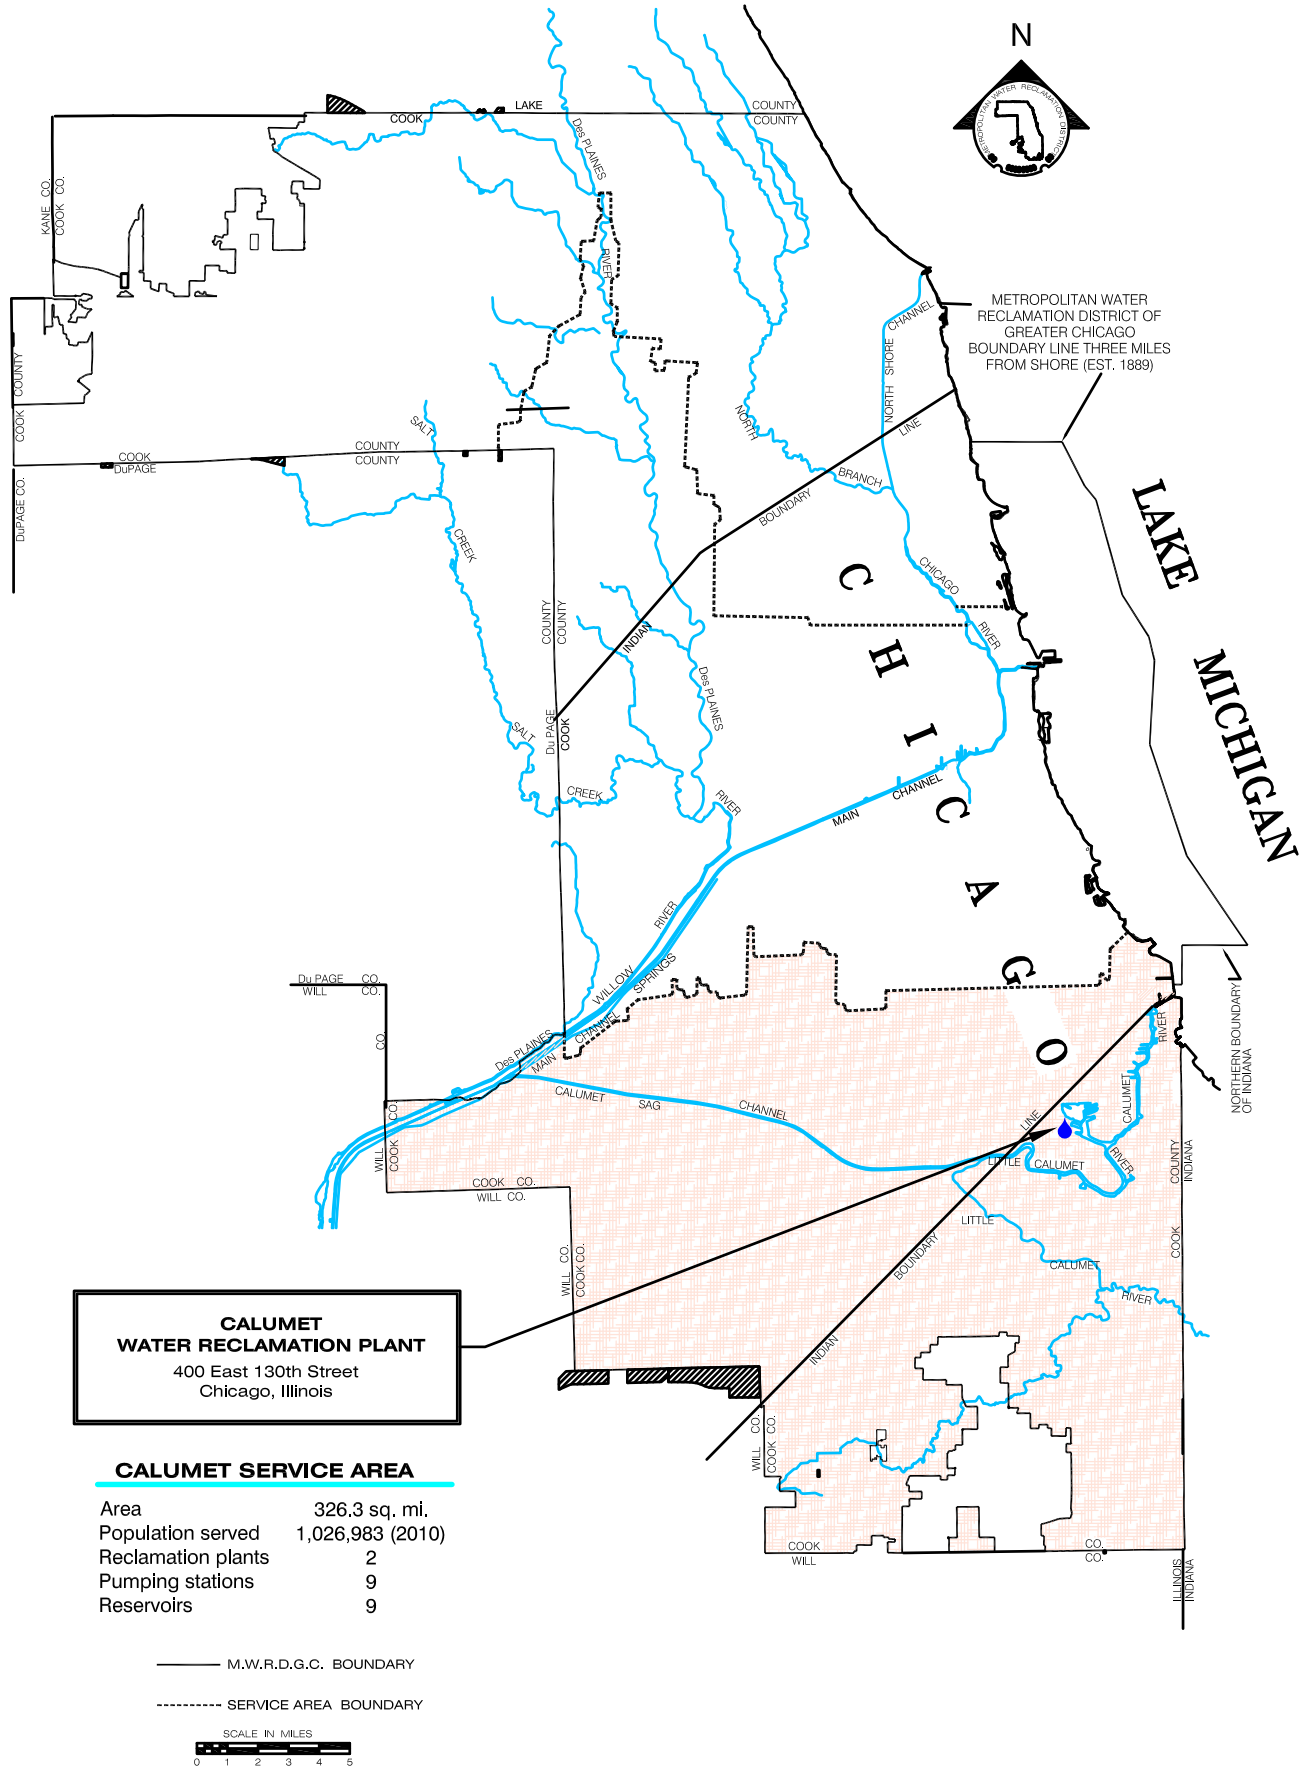 N
METROPOLITAN WATER RECLAMATION DISTRICT
LAKE
COOK
COUNTY
COUNTY
Des PLAINES
RIVER
KANE CO.
COOK CO.
COOK COUNTY
DuPAGE CO.
COOK
DuPAGE
COUNTY
COUNTY
SALT
CREEK
NORTH
BRANCH
NORTH SHORE
CHANNEL
METROPOLITAN WATER
RECLAMATION DISTRICT OF
GREATER CHICAGO
BOUNDARY LINE THREE MILES
FROM SHORE (EST. 1889)
INDIAN
BOUNDARY
LINE
LAKE
MICHIGAN
CHICAGO
CHICAGO
RIVER
COUNTY
COUNTY
Du PAGE
COOK
Des PLAINES
RIVER
SALT
CREEK
MAIN
CHANNEL
RIVER
WILLOW
SPRINGS
Des PLAINES
MAIN
CHANNEL
Du PAGE CO.
WILL CO.
CO.
CO.
WILL
COOK
CALUMET
SAG
CHANNEL
COOK CO.
WILL CO.
WILL CO.
COOK CO.
LITTLE
CALUMET
RIVER
CALUMET
RIVER
LITTLE
CALUMET
RIVER
LINE
BOUNDARY
INDIAN
NORTHERN BOUNDARY
OF INDIANA
COUNTY
INDIANA
COOK
WILL CO.
COOK CO.
COOK
WILL
CO.
CO.
ILLINOIS
INDIANA
CALUMET
WATER RECLAMATION PLANT
400 East 130th Street
Chicago, Illinois
CALUMET SERVICE AREA
Area 326.3 sq. mi.
Population served 1,026,983 (2010)
Reclamation plants 2
Pumping stations 9
Reservoirs 9
M.W.R.D.G.C. BOUNDARY
SERVICE AREA BOUNDARY
SCALE IN MILES
0 1 2 3 4 5